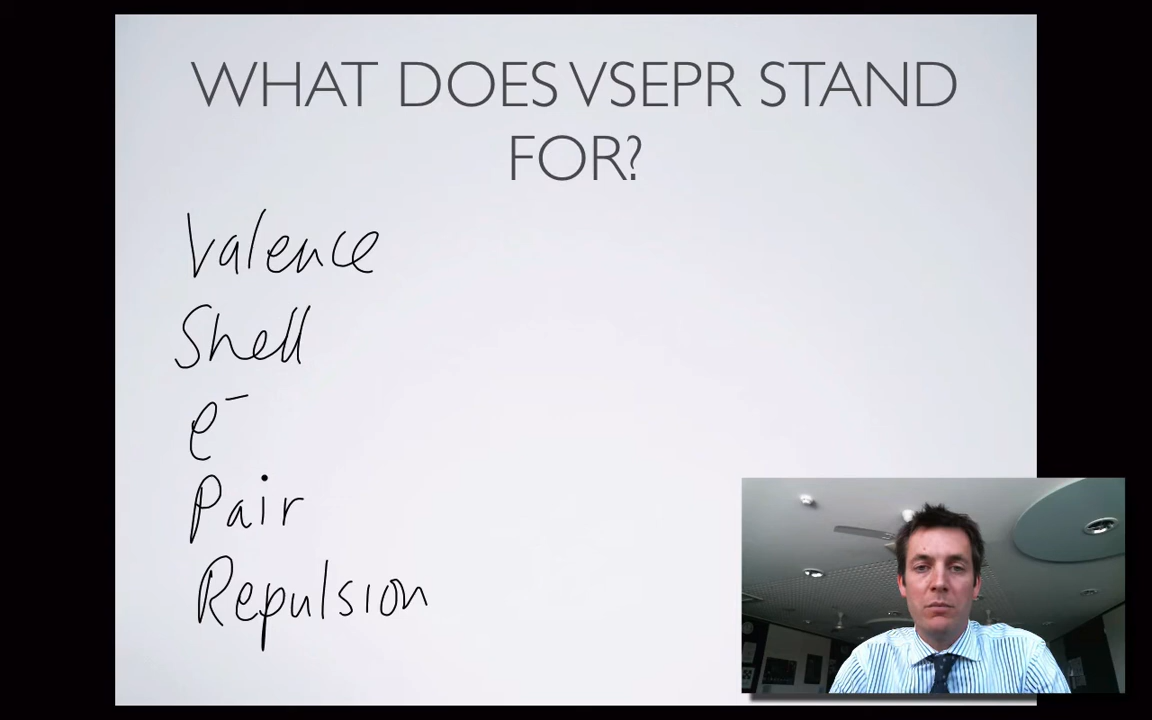 WHAT DOES VSEPR STAND
FOR?
Valence
Shell
e⁻
Pair
Repulsion